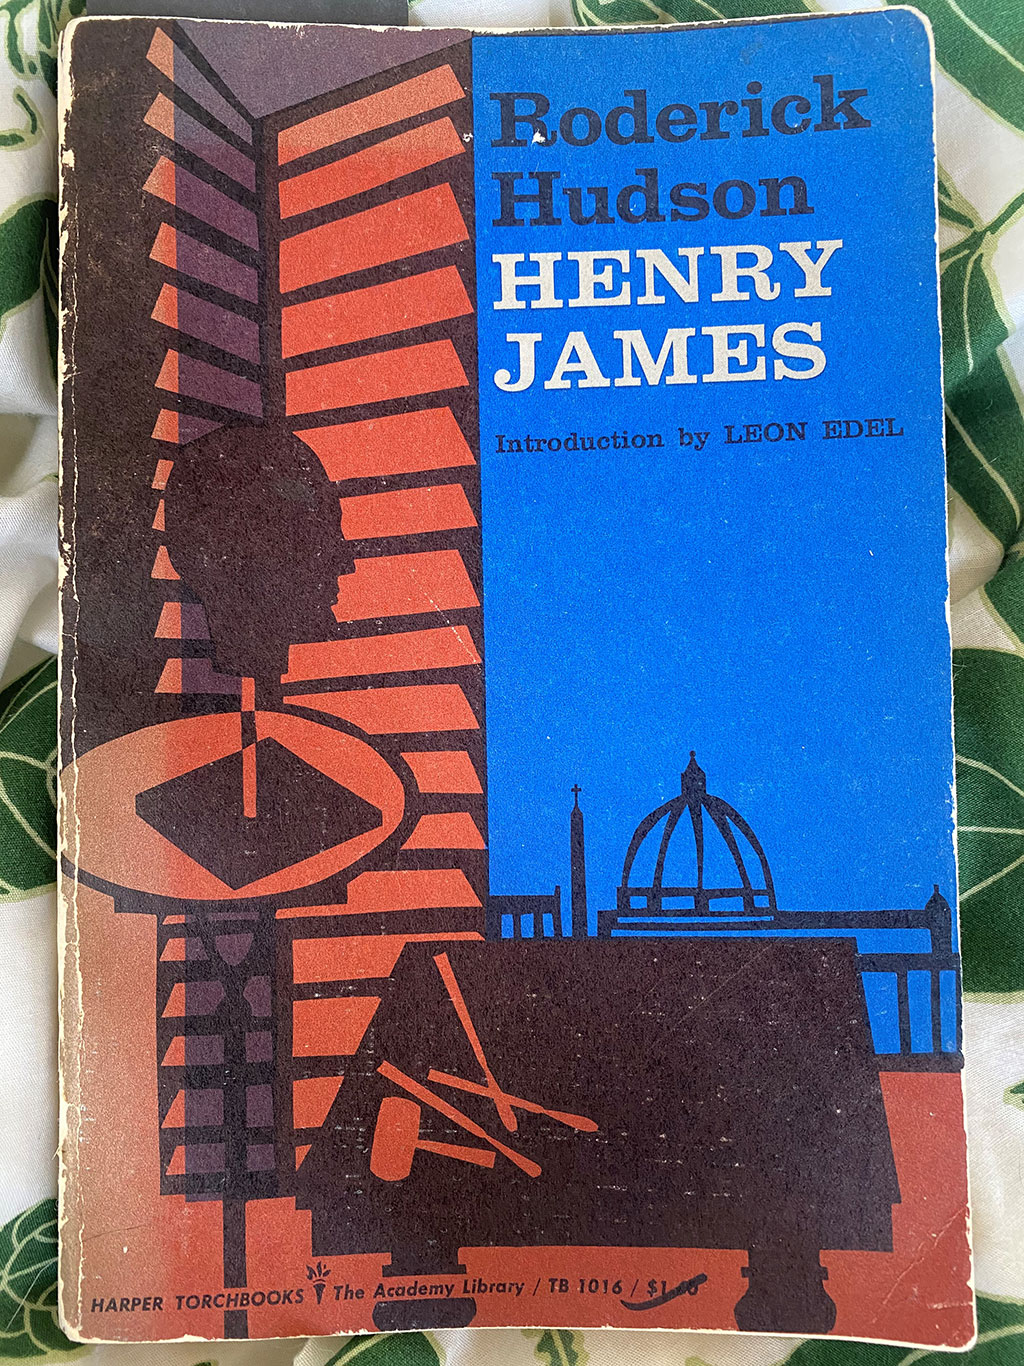 Roderick
Hudson
HENRY
JAMES
Introduction by LEON EDEL
HARPER TORCHBOOKS The Academy Library / TB 1016 /